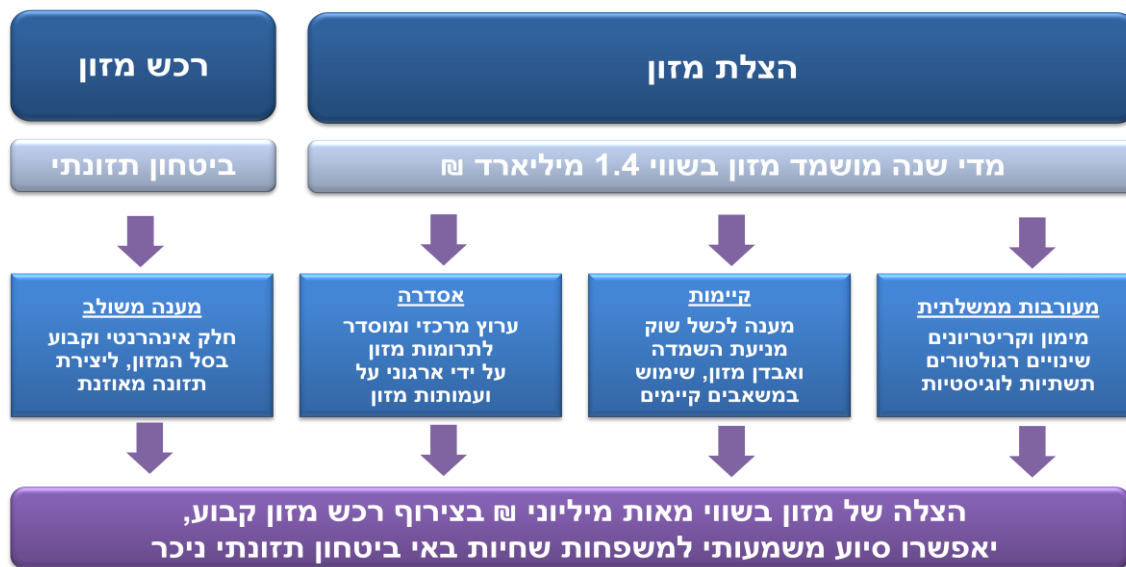 הצלת מזון
רכש מזון
מדי שנה מושמד מזון בשווי 1.4 מיליארד ₪
ביטחון תזונתי
מעורבות ממשלתית
מימון וקריטריונים
שינויים רגולטורים
תשתיות לוגיסטיות
קיימות
מענה לכשל שוק
מניעת השמדה
ואבדן מזון, שימוש
במשאבים קיימים
אסדרה
ערוץ מרכזי ומוסדר
לתרומות מזון
על ידי ארגוני על
ועמותות מזון
מענה משולב
חלק אינהרנטי וקבוע
בסל המזון, ליצירת
תזונה מאוזנת
הצלה של מזון בשווי מאות מיליוני ₪ בצירוף רכש מזון קבוע,
יאפשרו סיוע משמעותי למשפחות שחיות באי ביטחון תזונתי ניכר